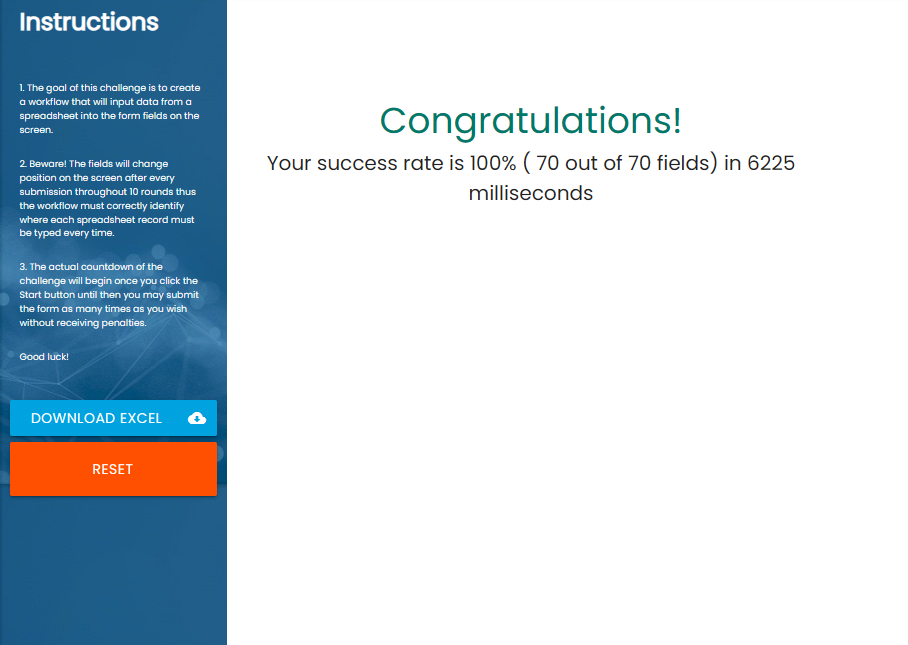 Instructions
1. The goal of this challenge is to create
a workflow that will input data from a
spreadsheet into the form fields on the
screen.
2. Beware! The fields will change
position on the screen after every
submission throughout 10 rounds thus
the workflow must correctly identify
where each spreadsheet record must
be typed every time.
3. The actual countdown of the
challenge will begin once you click the
Start button until then you may submit
the form as many times as you wish
without receiving penalties.
Good luck!
DOWNLOAD EXCEL
RESET
Congratulations!
Your success rate is 100% ( 70 out of 70 fields) in 6225
milliseconds